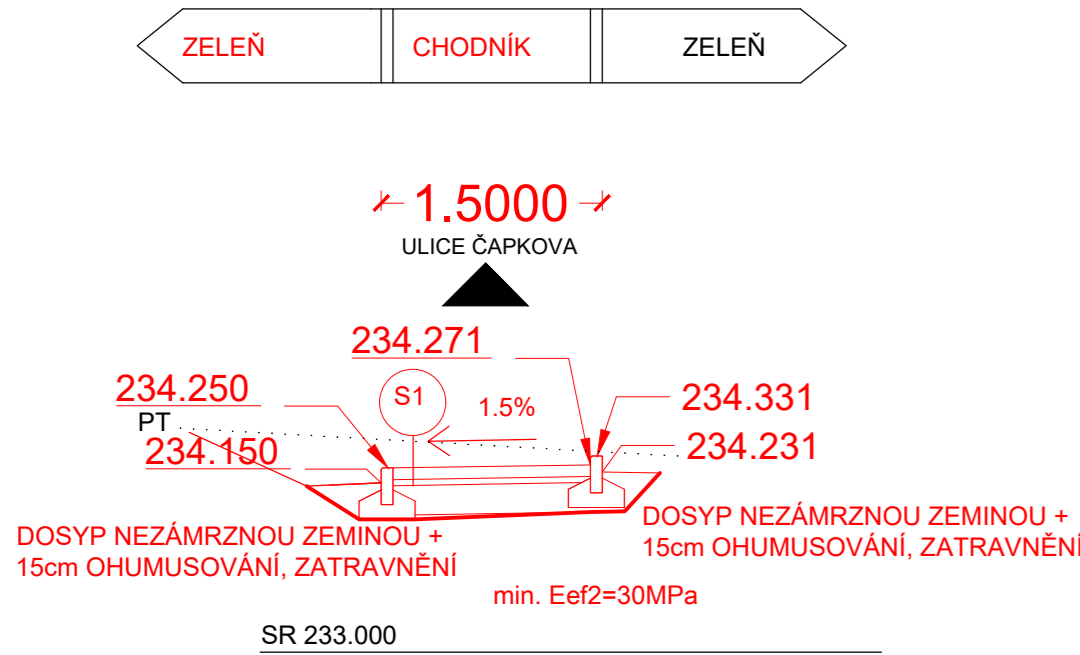 ZELEŇ CHODNÍK ZELEŇ
1.5000
ULICE ČAPKOVA
234.271
S1
1.5%
234.250
PT
234.150
234.331
234.231
DOSYP NEZÁMRZNOU ZEMINOU +
15cm OHUMUSOVÁNÍ, ZATRAVNĚNÍ
DOSYP NEZÁMRZNOU ZEMINOU +
15cm OHUMUSOVÁNÍ, ZATRAVNĚNÍ
min. Eef2=30MPa
SR 233.000